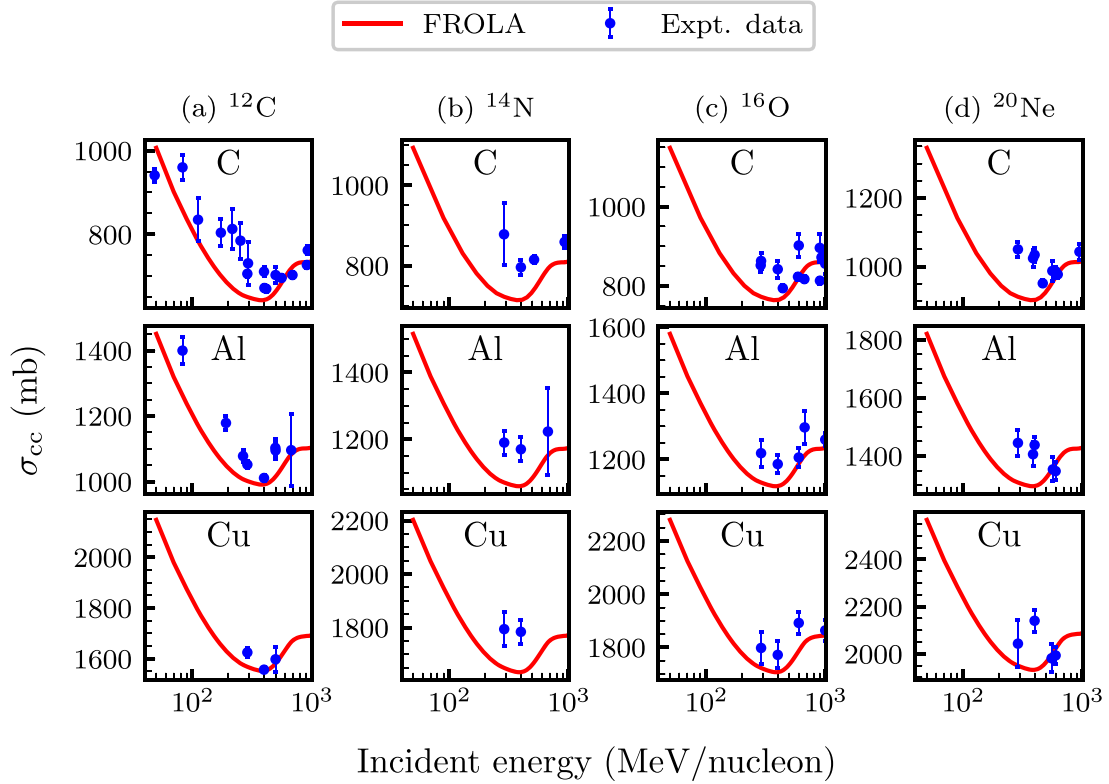 FROLA Expt. data
(a) ¹²C (b) ¹⁴N (c) ¹⁶O (d) ²⁰Ne
C C C C
1000 800
1000 800
1000 800
1200 1000
Al Al Al Al
1400 1200 1000
1400 1200
1600 1400 1200
1800 1600 1400
Cu Cu Cu Cu
2000 1800 1600
2200 2000 1800
2200 2000 1800
2400 2200 2000
10² 10³ 10² 10³ 10² 10³ 10² 10³
σcc (mb)
Incident energy (MeV/nucleon)